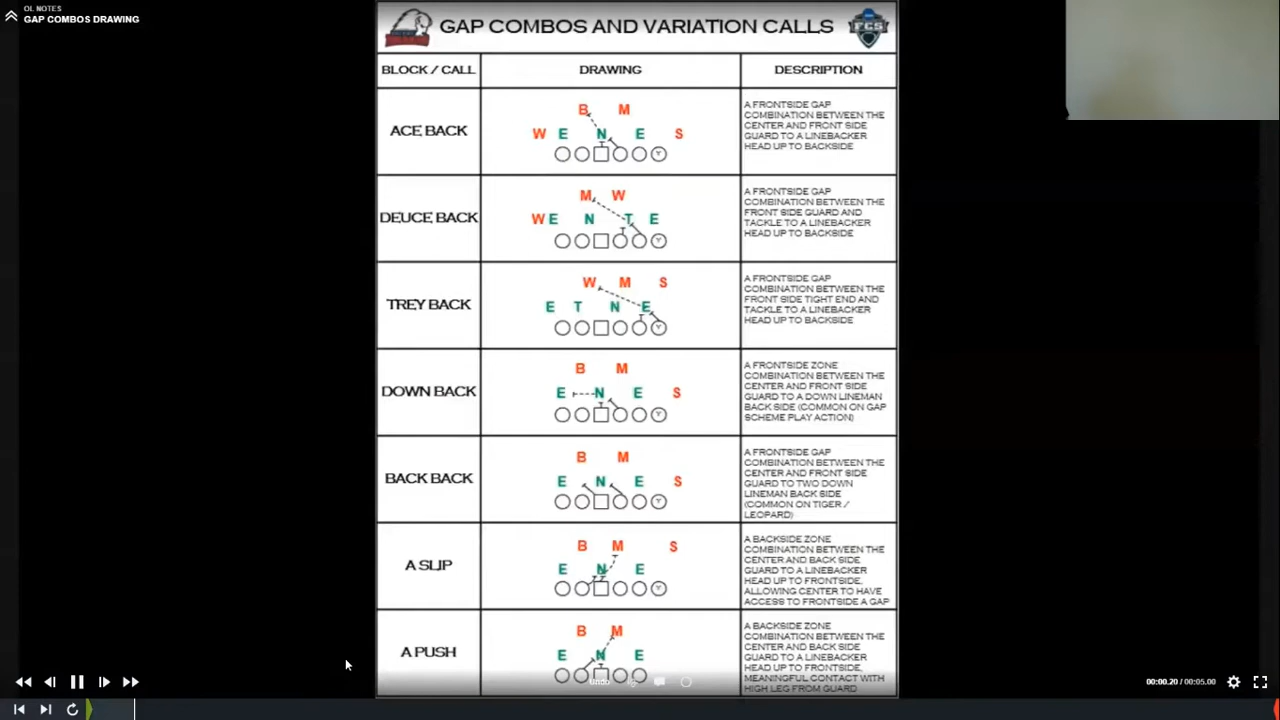 OL NOTES
GAP COMBOS DRAWING
GAP COMBOS AND VARIATION CALLS
FCS
BLOCK / CALL DRAWING DESCRIPTION
ACE BACK
B M
W E N E S
Y
A FRONTSIDE GAP
COMBINATION BETWEEN THE
CENTER AND FRONT SIDE
GUARD TO A LINEBACKER
HEAD UP TO BACKSIDE
DEUCE BACK
M W
W E N T E
Y
A FRONTSIDE GAP
COMBINATION BETWEEN THE
FRONT SIDE GUARD AND
TACKLE TO A LINEBACKER
HEAD UP TO BACKSIDE
TREY BACK
W M S
E T N E
Y
A FRONTSIDE GAP
COMBINATION BETWEEN THE
FRONT SIDE TIGHT END AND
TACKLE TO A LINEBACKER
HEAD UP TO BACKSIDE
DOWN BACK
B M
E N E S
Y
A FRONTSIDE ZONE
COMBINATION BETWEEN THE
CENTER AND FRONT SIDE
GUARD TO A DOWN LINEMAN
BACK SIDE (COMMON ON GAP
SCHEME PLAY ACTION)
BACK BACK
B M
E N E S
Y
A FRONTSIDE GAP
COMBINATION BETWEEN THE
CENTER AND FRONT SIDE
GUARD TO TWO DOWN
LINEMAN BACK SIDE
(COMMON ON TIGER /
LEOPARD)
A SLIP
B M S
E N E
Y
A BACKSIDE ZONE
COMBINATION BETWEEN THE
CENTER AND BACK SIDE
GUARD TO A LINEBACKER
HEAD UP TO FRONTSIDE,
ALLOWING CENTER TO HAVE
ACCESS TO FRONTSIDE A GAP
A PUSH
B M
E N E
A BACKSIDE ZONE
COMBINATION BETWEEN THE
CENTER AND BACK SIDE
GUARD TO A LINEBACKER
HEAD UP TO FRONTSIDE,
MEANINGFUL CONTACT WITH
HIGH LEG FROM GUARD
Undo
00:00.20 / 00:05.00